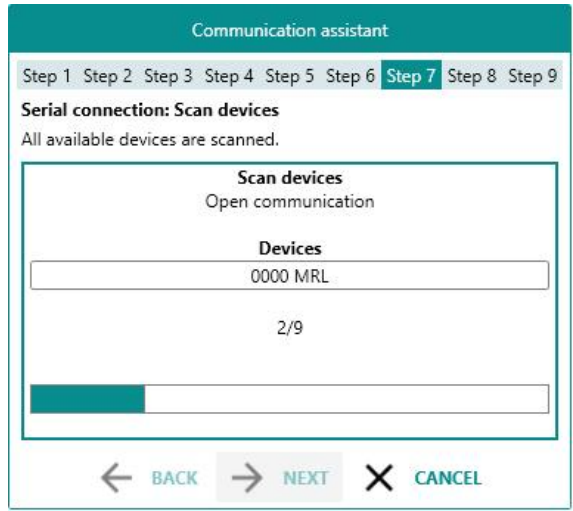 Communication assistant
Step 1 Step 2 Step 3 Step 4 Step 5 Step 6 Step 7 Step 8 Step 9
Serial connection: Scan devices
All available devices are scanned.
Scan devices
Open communication
Devices
0000 MRL
2/9
BACK NEXT CANCEL